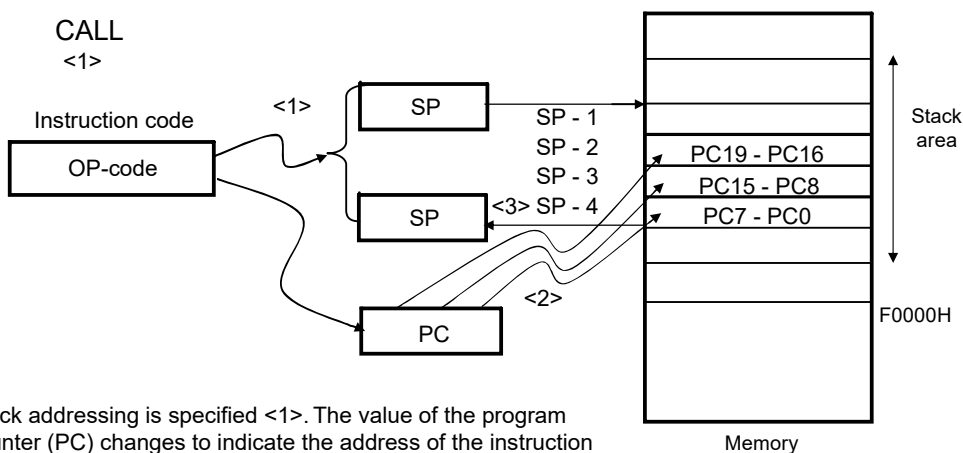 CALL
<1>
Instruction code
OP-code
<1>
SP
SP - 1
SP - 2
SP - 3
SP - 4
<3>
SP
PC19 - PC16
PC15 - PC8
PC7 - PC0
Stack
area
<2>
PC
F0000H
Memory
addressing is specified <1>. The value of the program
(PC) changes to indicate the address of the instruction